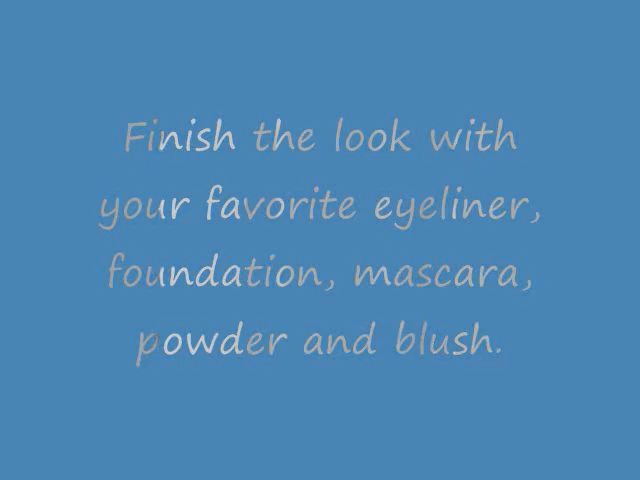 Finish the look with
your favorite eyeliner,
foundation, mascara,
powder and blush.